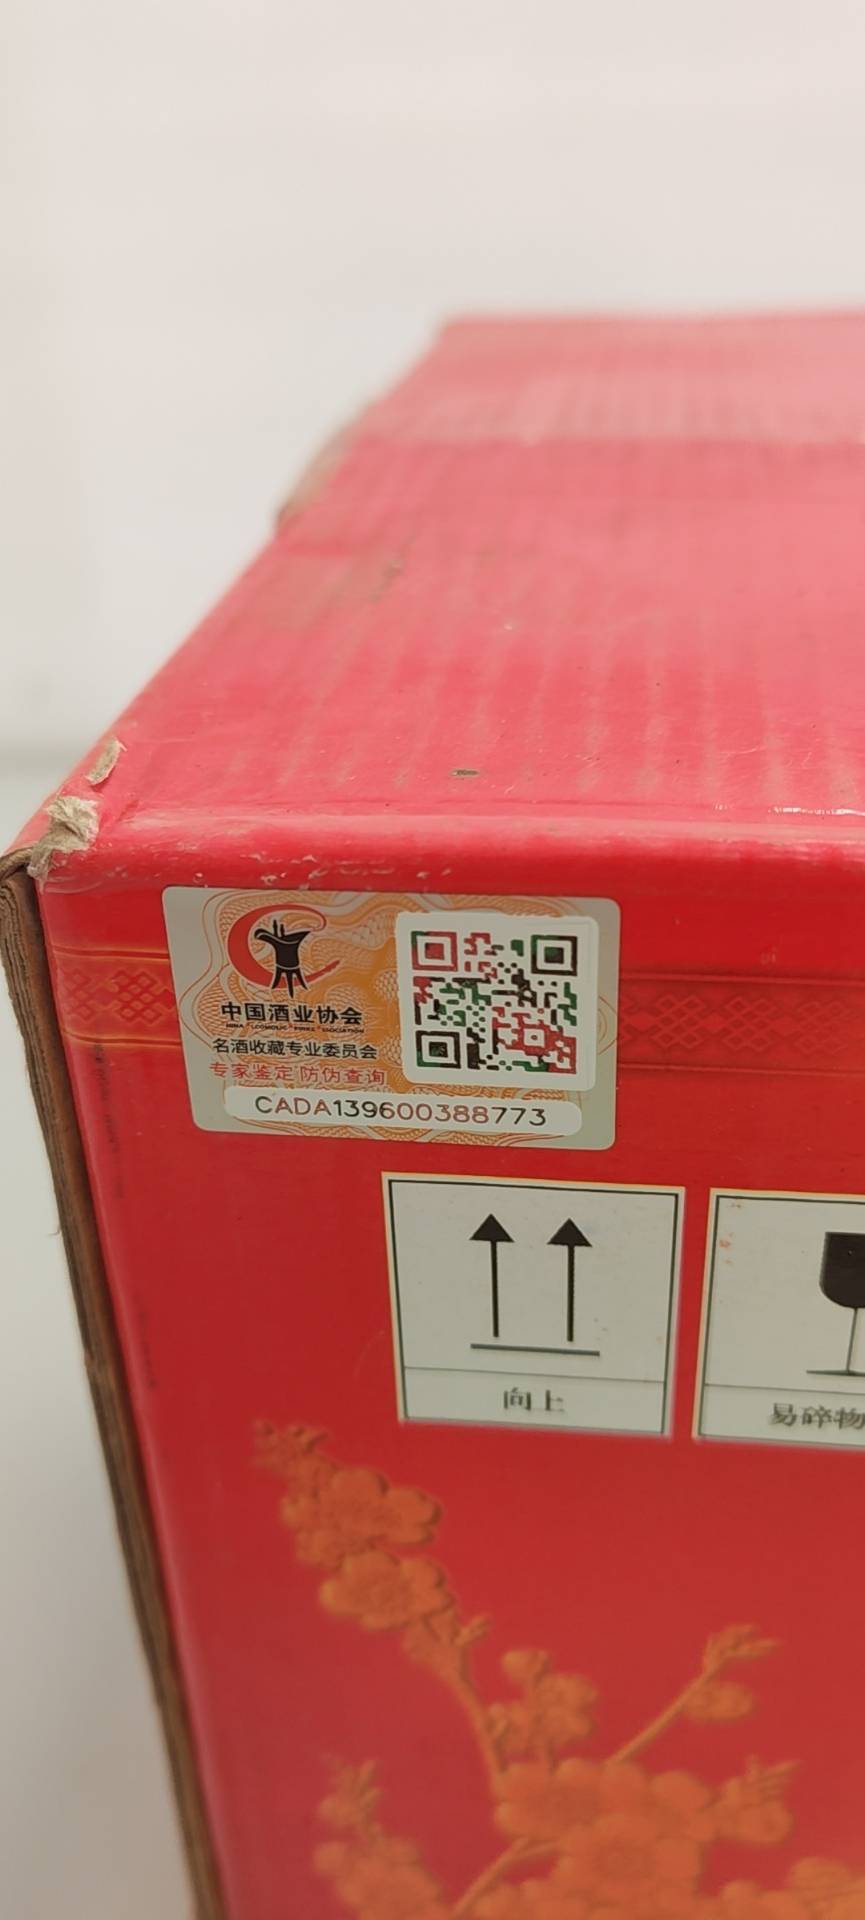 中国酒业协会
名酒收藏专业委员会
专家鉴定 防伪查询
CADA139600388773
向上
易碎物